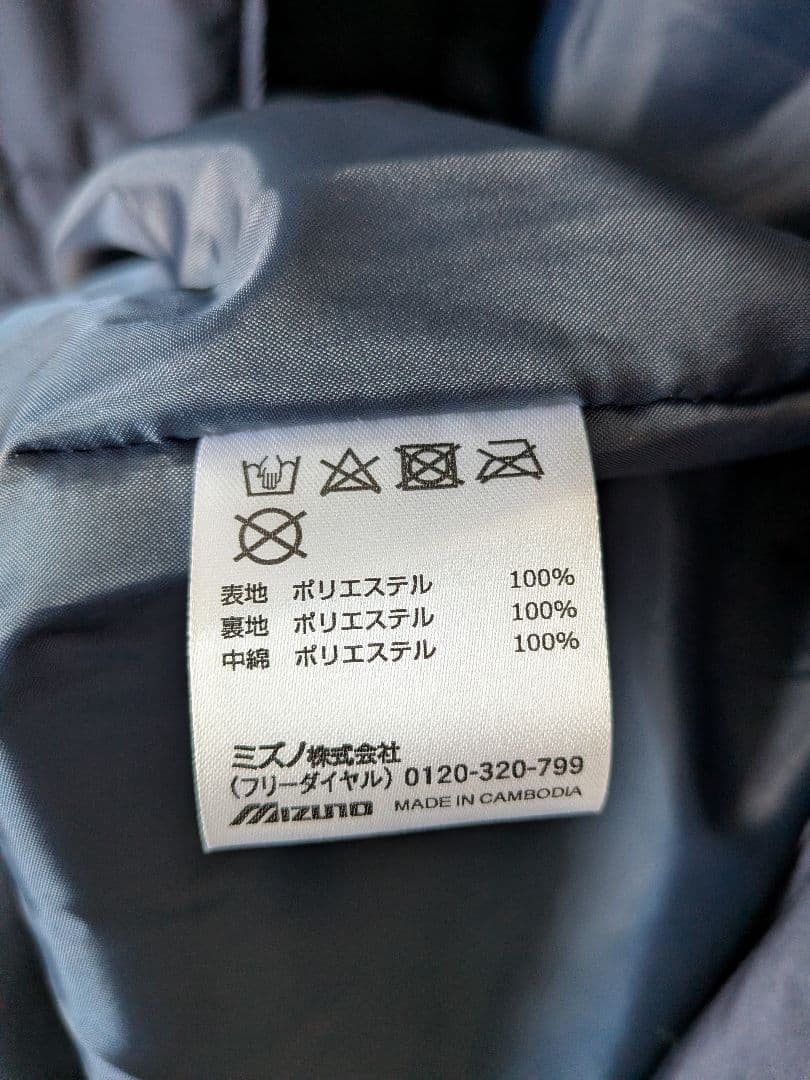 表地 ポリエステル 100%
裏地 ポリエステル 100%
中綿 ポリエステル 100%
ミズノ株式会社
(フリーダイヤル) 0120-320-799
MIZUNO MADE IN CAMBODIA